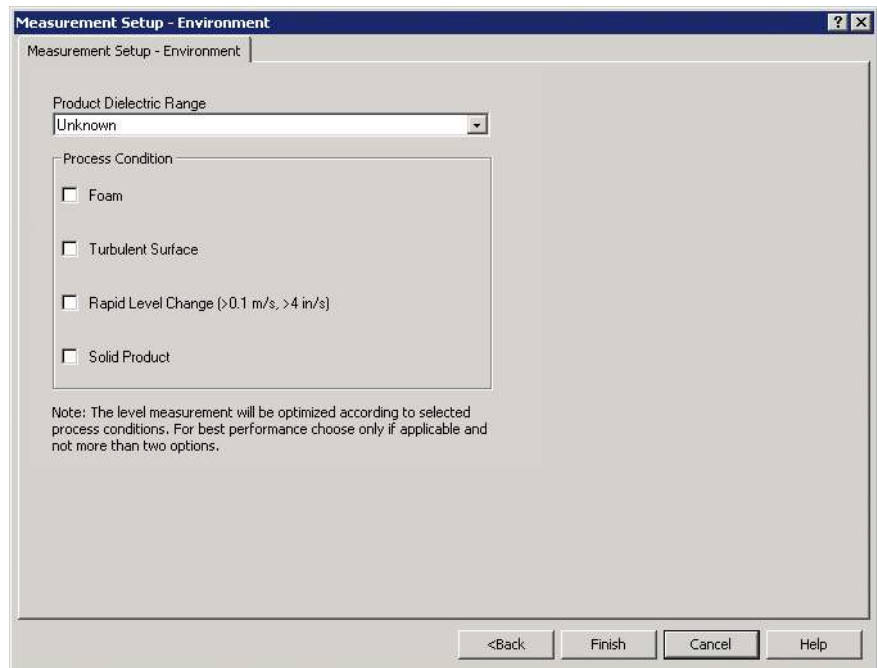 Measurement Setup - Environment
Measurement Setup - Environment
Product Dielectric Range
Unknown
Process Condition
Foam
Turbulent Surface
Rapid Level Change (>0.1 m/s, >4 in/s)
Solid Product
Note: The level measurement will be optimized according to selected
process conditions. For best performance choose only if applicable and
not more than two options.
<Back
Finish
Cancel
Help